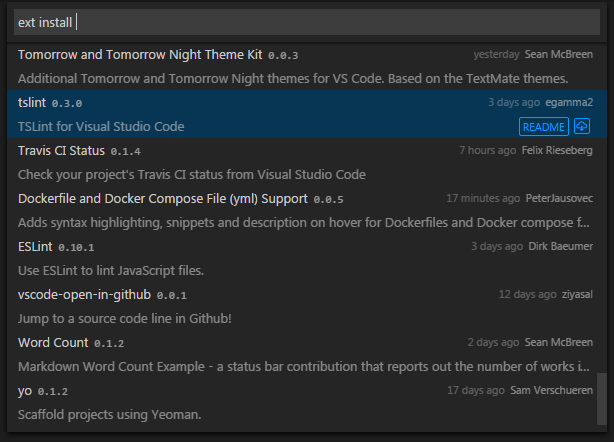 ext install
Tomorrow and Tomorrow Night Theme Kit 0.0.3 yesterday Sean McBreen
Additional Tomorrow and Tomorrow Night themes for VS Code. Based on the TextMate themes.
tslint 0.3.0 3 days ago egamma2
TSLint for Visual Studio Code README
Travis CI Status 0.1.4 7 hours ago Felix Rieseberg
Check your project's Travis CI status from Visual Studio Code
Dockerfile and Docker Compose File (yml) Support 0.0.5 17 minutes ago PeterJausovec
Adds syntax highlighting, snippets and description on hover for Dockerfiles and Docker compose f...
ESLint 0.10.1 3 days ago Dirk Baeumer
Use ESLint to lint JavaScript files.
vscode-open-in-github 0.0.1 12 days ago ziyasal
Jump to a source code line in Github!
Word Count 0.1.2 2 days ago Sean McBreen
Markdown Word Count Example - a status bar contribution that reports out the number of works i...
yo 0.1.2 17 days ago Sam Verschueren
Scaffold projects using Yeoman.